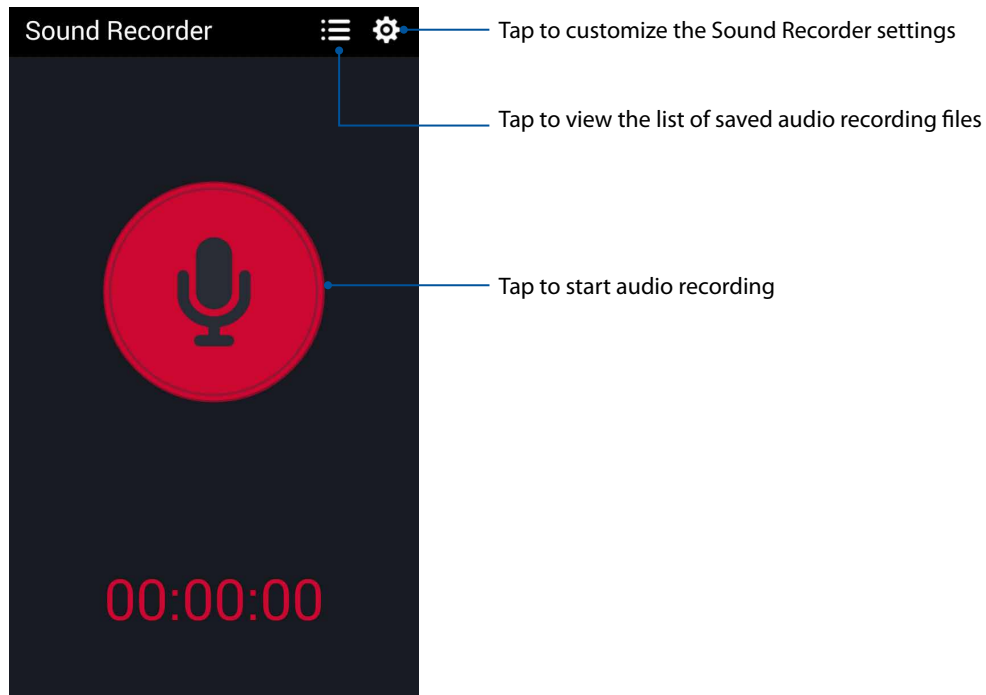 Sound Recorder
Tap to customize the Sound Recorder settings
Tap to view the list of saved audio recording files
Tap to start audio recording
00:00:00